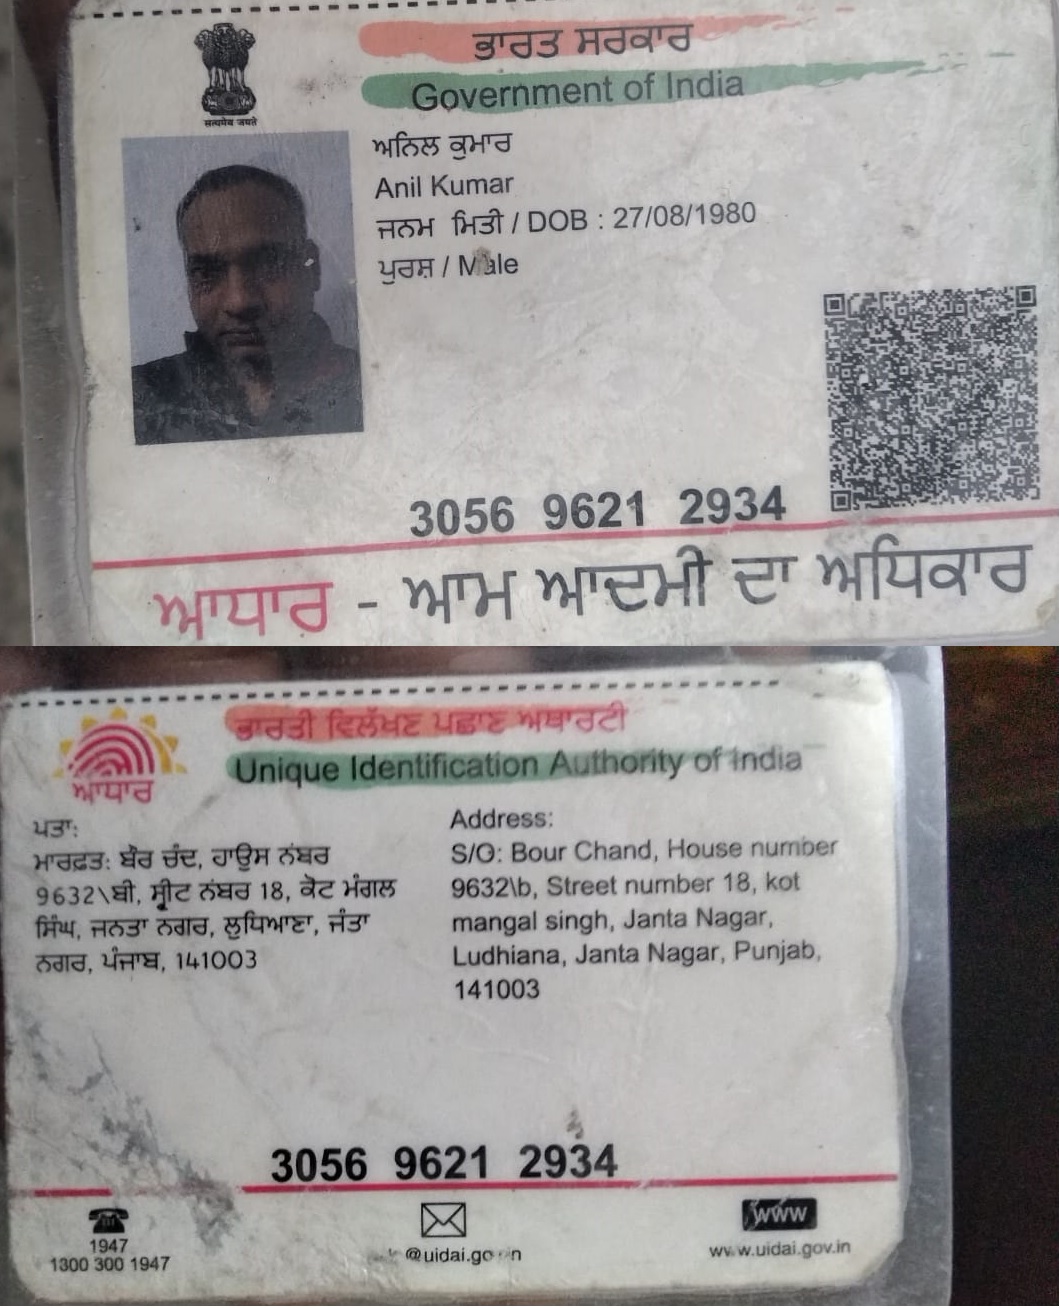 ਭਾਰਤ ਸਰਕਾਰ
Government of India
सत्यमेव जयते
ਅਨਿਲ ਕੁਮਾਰ
Anil Kumar
ਜਨਮ ਮਿਤੀ / DOB : 27/08/1980
ਪੁਰਸ਼ / Male
3056 9621 2934
ਆਧਾਰ - ਆਮ ਆਦਮੀ ਦਾ ਅਧਿਕਾਰ
ਭਾਰਤੀ ਵਿਲੱਖਣ ਪਛਾਣ ਅਥਾਰਟੀ
Unique Identification Authority of India
ਆਧਾਰ
ਪਤਾ:
ਮਾਰਫ਼ਤ: ਬੌਰ ਚੰਦ, ਹਾਊਸ ਨੰਬਰ
9632\ਬੀ, ਸ੍ਰੀਟ ਨੰਬਰ 18, ਕੋਟ ਮੰਗਲ
ਸਿੰਘ, ਜਨਤਾ ਨਗਰ, ਲੁਧਿਆਣਾ, ਜੰਤਾ
ਨਗਰ, ਪੰਜਾਬ, 141003
Address:
S/O: Bour Chand, House number
9632\b, Street number 18, kot
mangal singh, Janta Nagar,
Ludhiana, Janta Nagar, Punjab,
141003
3056 9621 2934
1947
1300 300 1947
www
www.uidai.gov.in